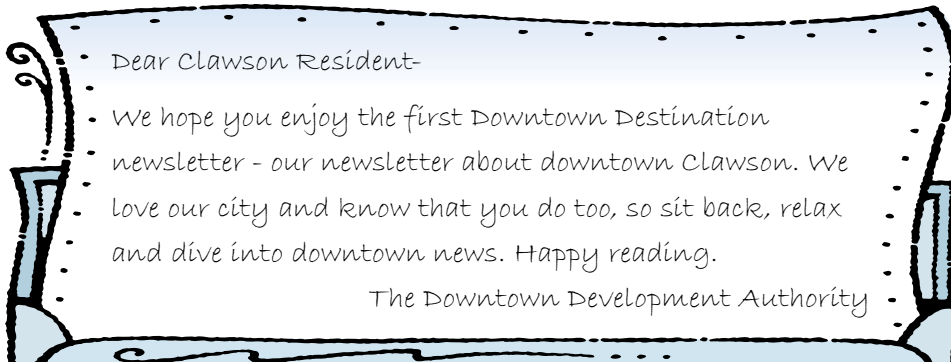 Dear Clawson Resident-
We hope you enjoy the first Downtown Destination
newsletter - our newsletter about downtown Clawson. We
love our city and know that you do too, so sit back, relax
and dive into downtown news. Happy reading.
The Downtown Development Authority